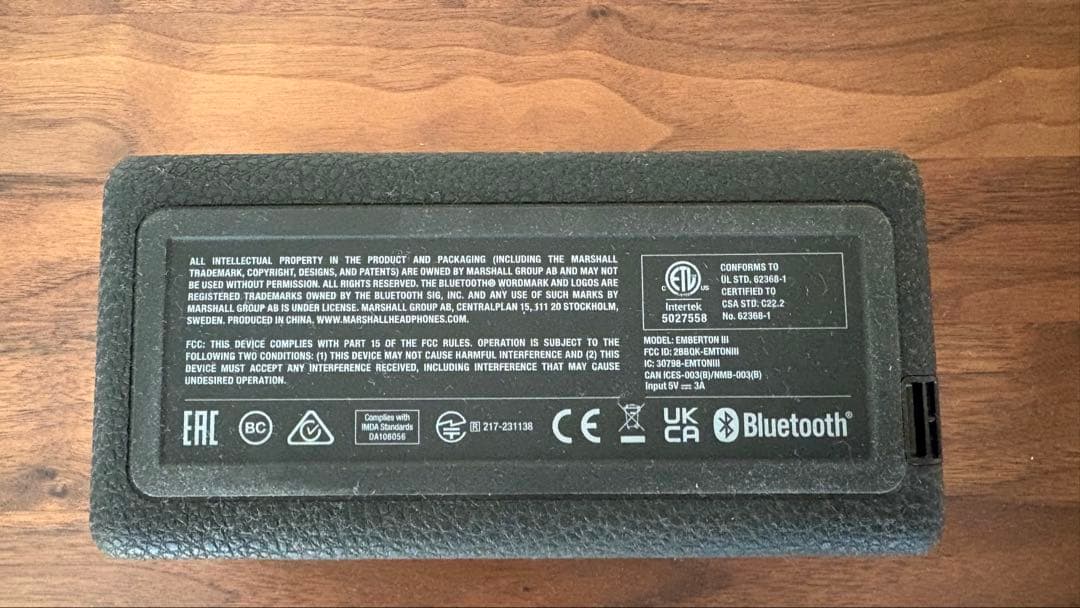 ALL INTELLECTUAL PROPERTY IN THE PRODUCT AND PACKAGING (INCLUDING THE MARSHALL
TRADEMARK, COPYRIGHT, DESIGNS, AND PATENTS) ARE OWNED BY MARSHALL GROUP AB AND MAY NOT
BE USED WITHOUT PERMISSION. ALL RIGHTS RESERVED. THE BLUETOOTH® WORDMARK AND LOGOS ARE
REGISTERED TRADEMARKS OWNED BY THE BLUETOOTH SIG, INC. AND ANY USE OF SUCH MARKS BY
MARSHALL GROUP AB IS UNDER LICENSE. MARSHALL GROUP AB, CENTRALPLAN 15, 111 20 STOCKHOLM,
SWEDEN. PRODUCED IN CHINA. WWW.MARSHALLHEADPHONES.COM.
FCC: THIS DEVICE COMPLIES WITH PART 15 OF THE FCC RULES. OPERATION IS SUBJECT TO THE
FOLLOWING TWO CONDITIONS: (1) THIS DEVICE MAY NOT CAUSE HARMFUL INTERFERENCE AND (2) THIS
DEVICE MUST ACCEPT ANY INTERFERENCE RECEIVED, INCLUDING INTERFERENCE THAT MAY CAUSE
UNDESIRED OPERATION.
ETL
C US
Intertek
5027558
CONFORMS TO
UL STD. 62368-1
CERTIFIED TO
CSA STD. C22.2
No. 62368-1
MODEL: EMBERTON III
FCC ID: 2BBQK-EMTONIII
IC: 30798-EMTONIII
CAN ICES-003(B)/NMB-003(B)
Input 5V ⎓ 3A
EAC
BC
Complies with
IMDA Standards
DA108056
R 217-231138
CE
UK
CA
Bluetooth®